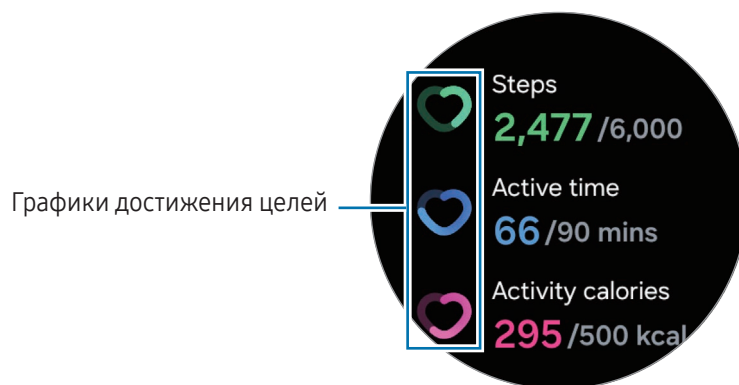 Графики достижения целей
Steps
2,477 /6,000
Active time
66 /90 mins
Activity calories
295 /500 kcal